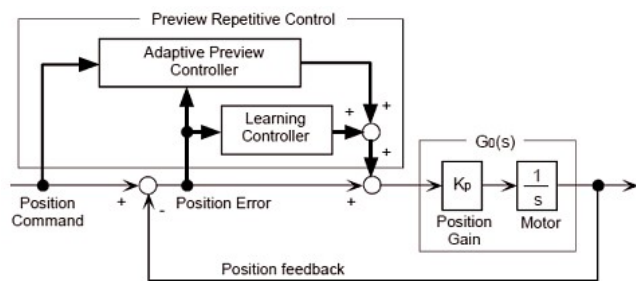 Preview Repetitive Control
Adaptive Preview
Controller
Learning
Controller
+
+
+
G0(s)
Position
Command
+
-
Position Error
+
Kp
1
s
Position
Gain
Motor
Position feedback